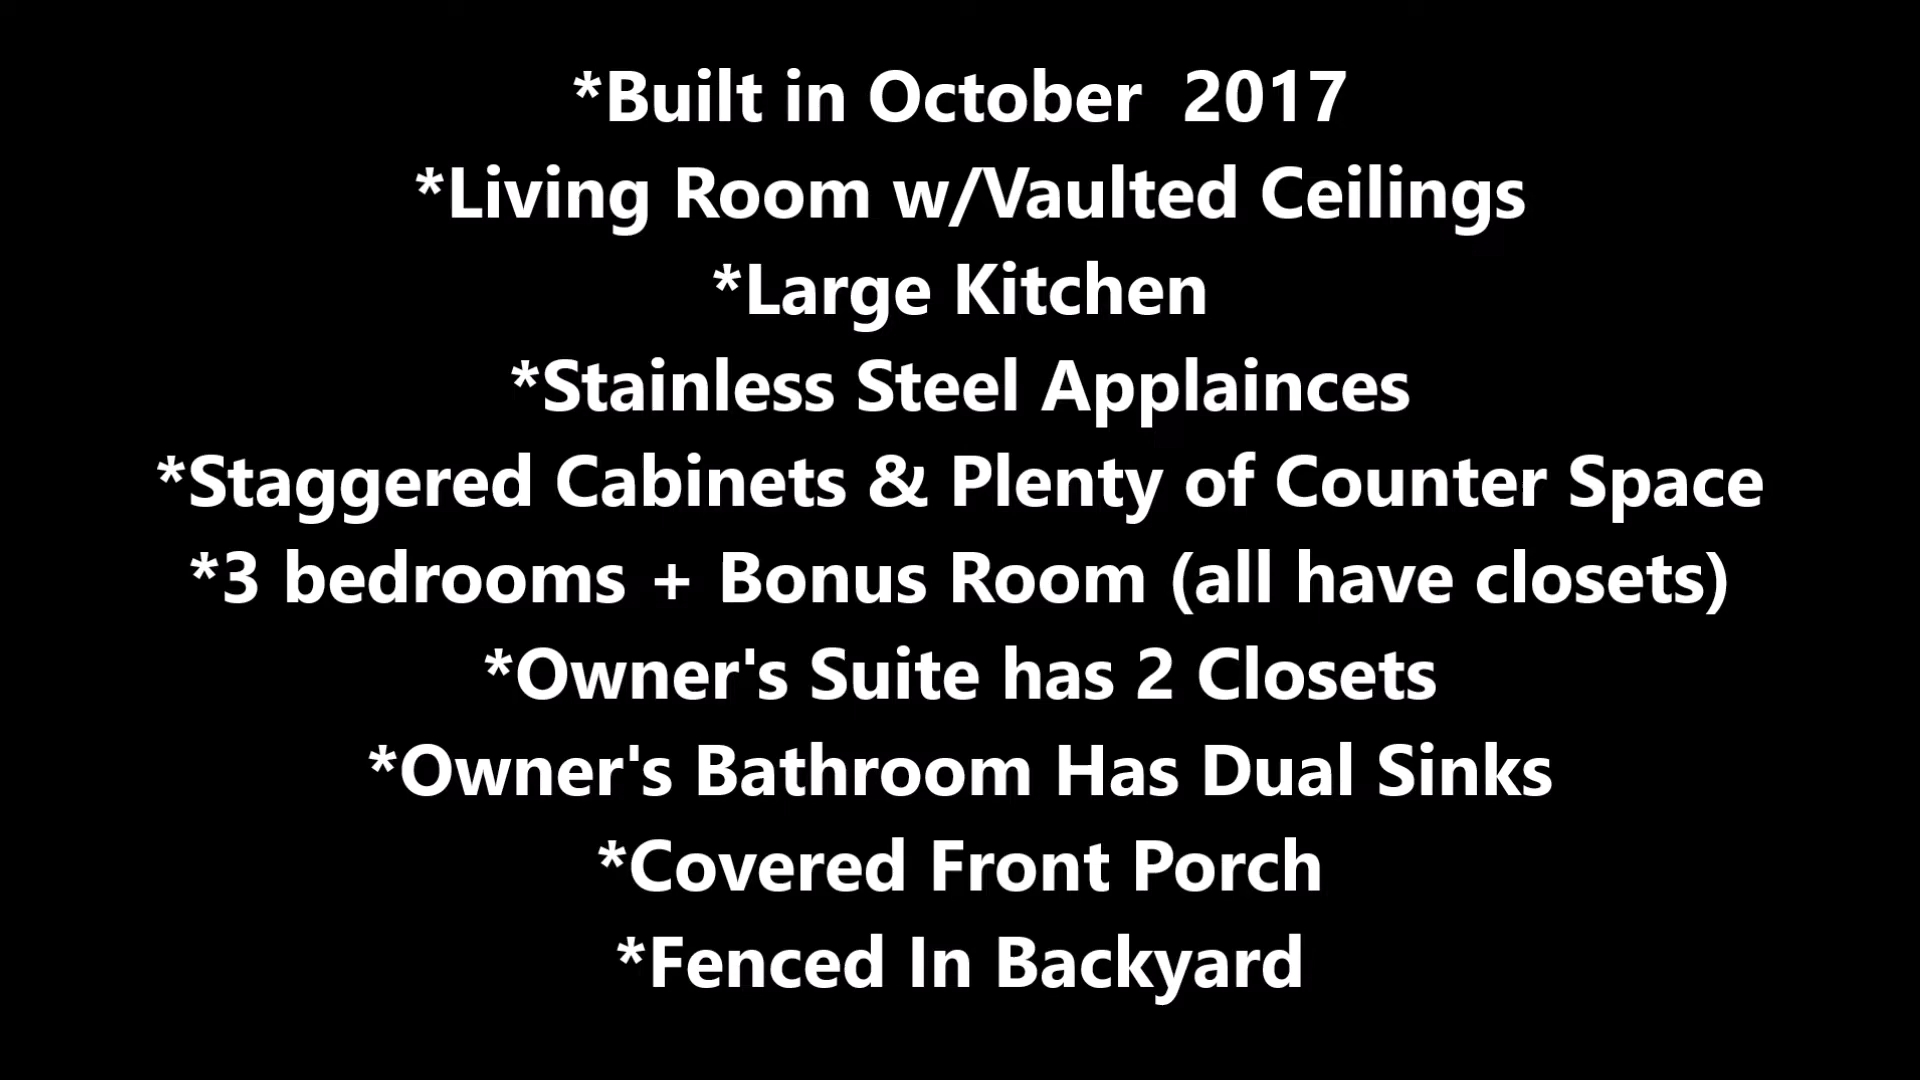 *Built in October  2017
*Living Room w/Vaulted Ceilings
*Large Kitchen
*Stainless Steel Applainces
*Staggered Cabinets & Plenty of Counter Space
*3 bedrooms + Bonus Room (all have closets)
*Owner's Suite has 2 Closets
*Owner's Bathroom Has Dual Sinks
*Covered Front Porch
*Fenced In Backyard